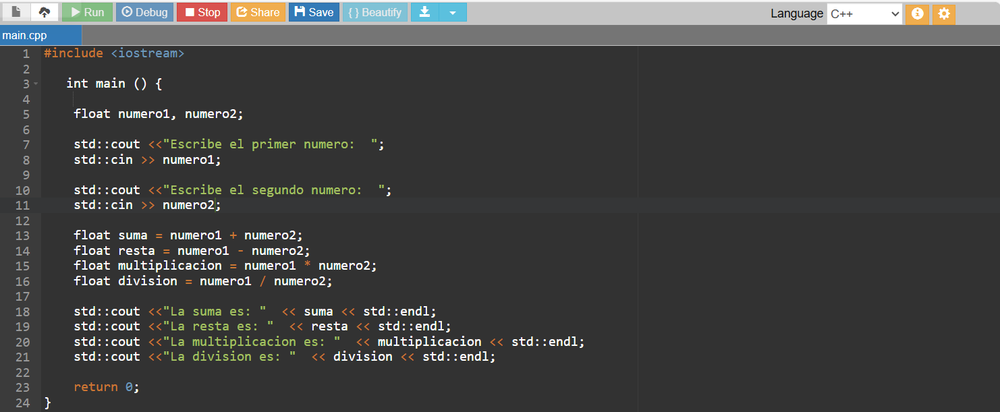 Run Debug Stop Share Save { } Beautify Language C++
main.cpp
1 #include <iostream>
2
3 int main () {
4
5 float numero1, numero2;
6
7 std::cout <<"Escribe el primer numero:  ";
8 std::cin >> numero1;
9
10 std::cout <<"Escribe el segundo numero:  ";
11 std::cin >> numero2;
12
13 float suma = numero1 + numero2;
14 float resta = numero1 - numero2;
15 float multiplicacion = numero1 * numero2;
16 float division = numero1 / numero2;
17
18 std::cout <<"La suma es: "  << suma << std::endl;
19 std::cout <<"La resta es: "  << resta << std::endl;
20 std::cout <<"La multiplicacion es: "  << multiplicacion << std::endl;
21 std::cout <<"La division es: "  << division << std::endl;
22
23 return 0;
24 }